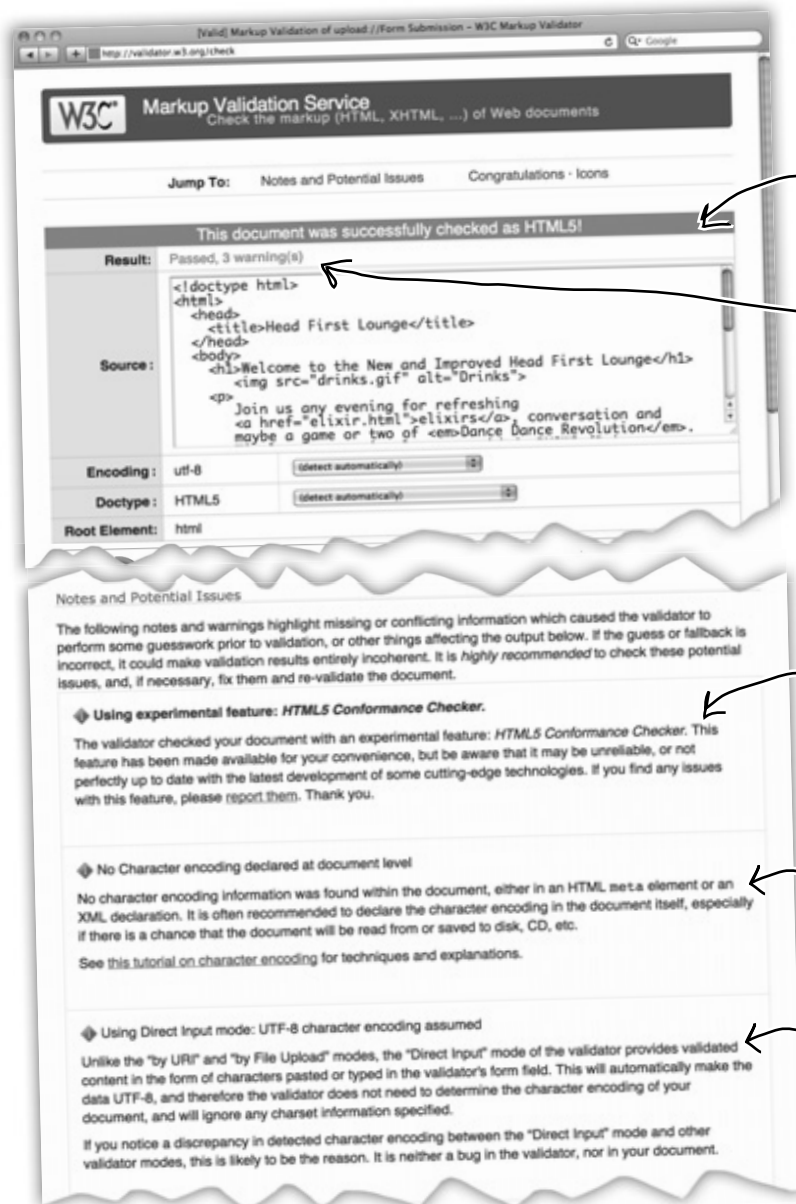 [Valid] Markup Validation of upload //Form Submission – W3C Markup Validator
http://validator.w3.org/check
Google
W3C® Markup Validation Service
Check the markup (HTML, XHTML, ...) of Web documents
Jump To: Notes and Potential Issues Congratulations · Icons
This document was successfully checked as HTML5!
Result: Passed, 3 warning(s)
Source :
<!doctype html>
<html>
<head>
<title>Head First Lounge</title>
</head>
<body>
<h1>Welcome to the New and Improved Head First Lounge</h1>
<img src="drinks.gif" alt="Drinks">
<p>
Join us any evening for refreshing
<a href="elixir.html">elixirs</a>, conversation and
maybe a game or two of <em>Dance Dance Revolution</em>.
Encoding : utf-8 (detect automatically)
Doctype : HTML5 (detect automatically)
Root Element: html
Notes and Potential Issues
The following notes and warnings highlight missing or conflicting information which caused the validator to
perform some guesswork prior to validation, or other things affecting the output below. If the guess or fallback is
incorrect, it could make validation results entirely incoherent. It is highly recommended to check these potential
issues, and, if necessary, fix them and re-validate the document.
Using experimental feature: HTML5 Conformance Checker.
The validator checked your document with an experimental feature: HTML5 Conformance Checker. This
feature has been made available for your convenience, but be aware that it may be unreliable, or not
perfectly up to date with the latest development of some cutting-edge technologies. If you find any issues
with this feature, please report them. Thank you.
No Character encoding declared at document level
No character encoding information was found within the document, either in an HTML meta element or an
XML declaration. It is often recommended to declare the character encoding in the document itself, especially
if there is a chance that the document will be read from or saved to disk, CD, etc.
See this tutorial on character encoding for techniques and explanations.
Using Direct Input mode: UTF-8 character encoding assumed
Unlike the "by URI" and "by File Upload" modes, the "Direct Input" mode of the validator provides validated
content in the form of characters pasted or typed in the validator's form field. This will automatically make the
data UTF-8, and therefore the validator does not need to determine the character encoding of your
document, and will ignore any charset information specified.
If you notice a discrepancy in detected character encoding between the "Direct Input" mode and other
validator modes, this is likely to be the reason. It is neither a bug in the validator, nor in your document.